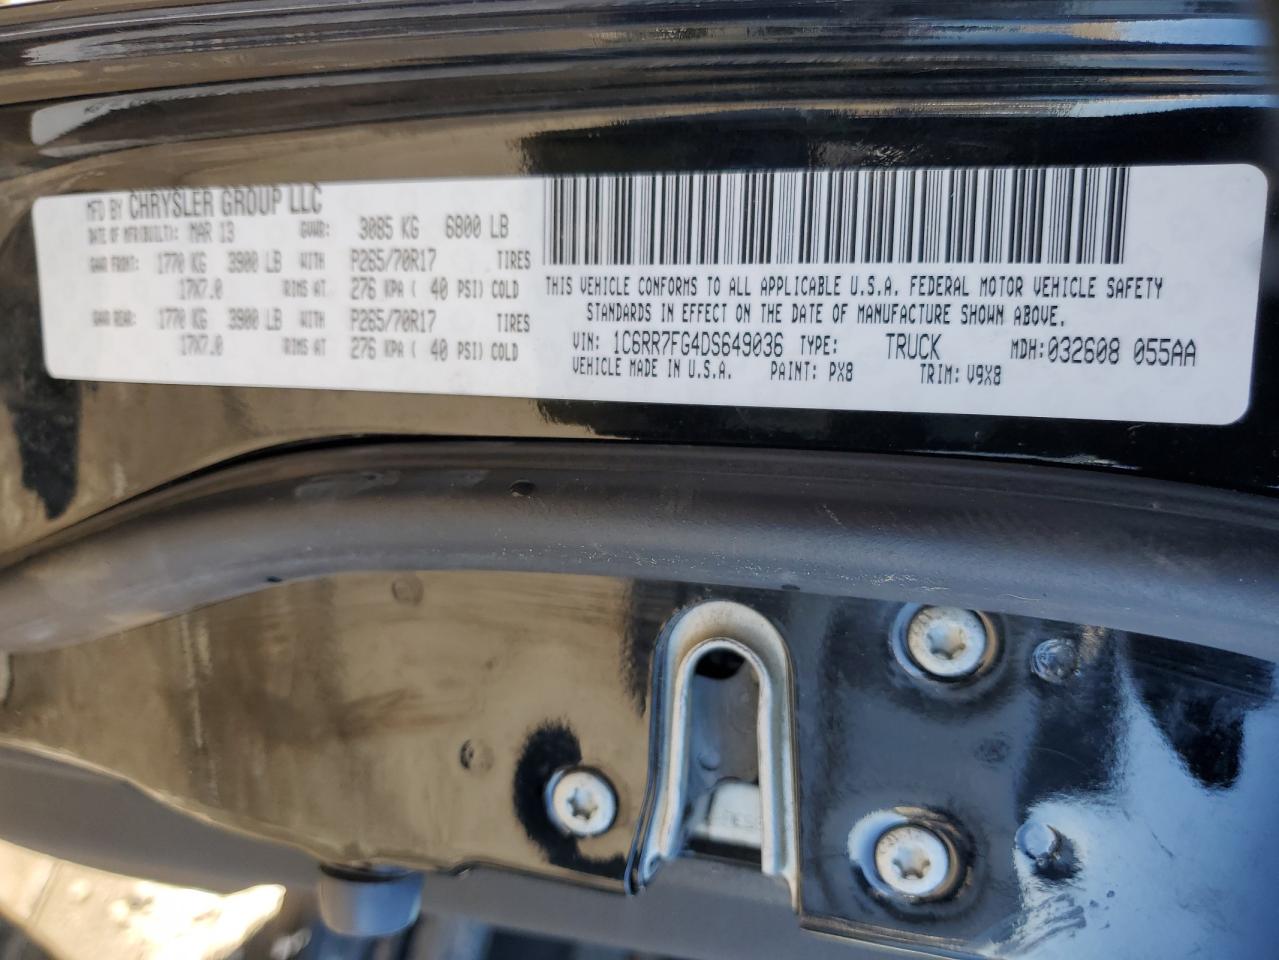 MFD BY CHRYSLER GROUP LLC
DATE OF MFR(BUILT): MAR 13 GVWR: 3085 KG 6800 LB
GAWR FRONT: 1770 KG 3900 LB WITH P265/70R17 TIRES
17X7.0 RIMS AT 276 KPA ( 40 PSI) COLD
GAWR REAR: 1770 KG 3900 LB WITH P265/70R17 TIRES
17X7.0 RIMS AT 276 KPA ( 40 PSI) COLD
THIS VEHICLE CONFORMS TO ALL APPLICABLE U.S.A. FEDERAL MOTOR VEHICLE SAFETY
STANDARDS IN EFFECT ON THE DATE OF MANUFACTURE SHOWN ABOVE.
VIN: 1C6RR7FG4DS649036 TYPE: TRUCK MDH:032608 055AA
VEHICLE MADE IN U.S.A. PAINT: PX8 TRIM: V9X8